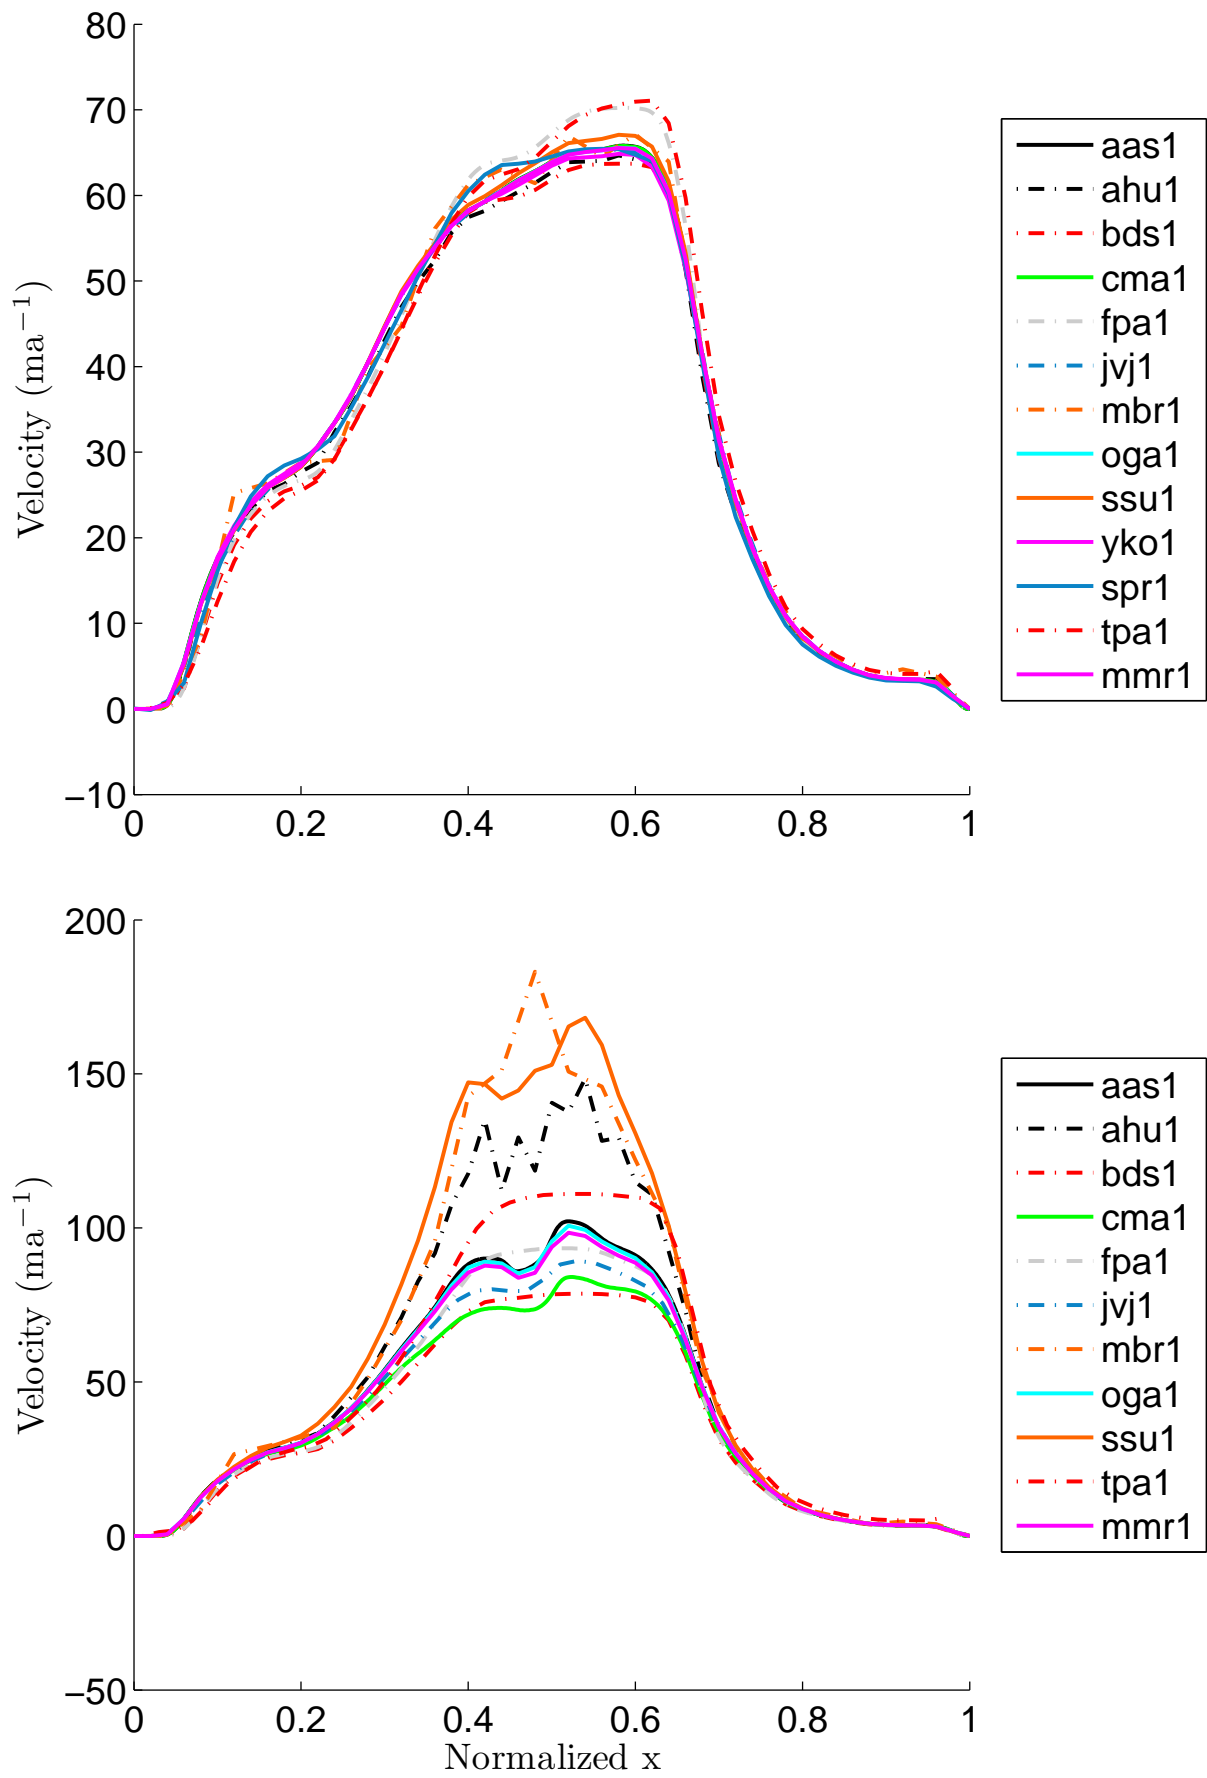 80
70
60
50
40
30
20
10
0
−10
0 0.2 0.4 0.6 0.8 1
Velocity (ma⁻¹)
aas1
ahu1
bds1
cma1
fpa1
jvj1
mbr1
oga1
ssu1
yko1
spr1
tpa1
mmr1
200
150
100
50
0
−50
0 0.2 0.4 0.6 0.8 1
Velocity (ma⁻¹)
Normalized x
aas1
ahu1
bds1
cma1
fpa1
jvj1
mbr1
oga1
ssu1
tpa1
mmr1